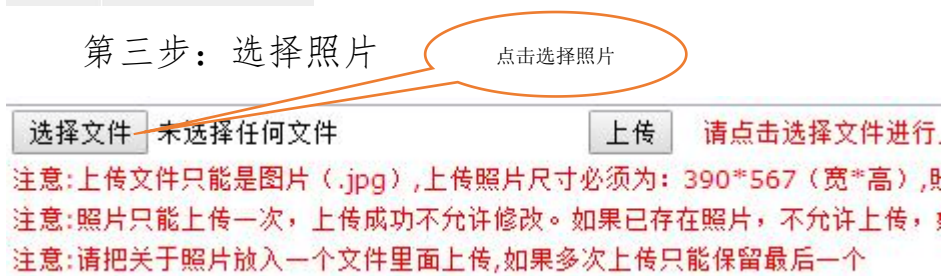 第三步：选择照片
点击选择照片
选择文件 未选择任何文件 上传 请点击选择文件进行
注意:上传文件只能是图片（.jpg）,上传照片尺寸必须为：390*567（宽*高）,
注意:照片只能上传一次，上传成功不允许修改。如果已存在照片，不允许上传，
注意:请把关于照片放入一个文件里面上传,如果多次上传只能保留最后一个